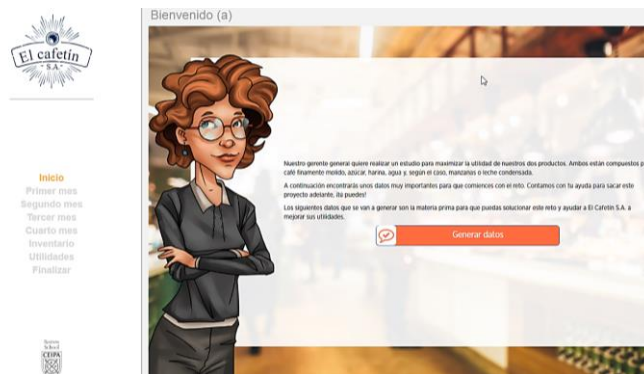 Bienvenido (a)
El cafetín
S.A.
Inicio
Primer mes
Segundo mes
Tercer mes
Cuarto mes
Inventario
Utilidades
Finalizar
CEIPA
Nuestro gerente general quiere realizar un estudio para maximizar la utilidad de nuestros dos productos. Ambos están compuestos p
café finamente molido, azúcar, harina, agua y, según el caso, manzanas o leche condensada.
A continuación encontrarás unos datos muy importantes para que comiences con el reto. Contamos con tu ayuda para sacar este
proyecto adelante, ¡tú puedes!
Los siguientes datos que se van a generar son la materia prima para que puedas solucionar este reto y ayudar a El Cafetín S.A. a
mejorar sus utilidades.
Generar datos